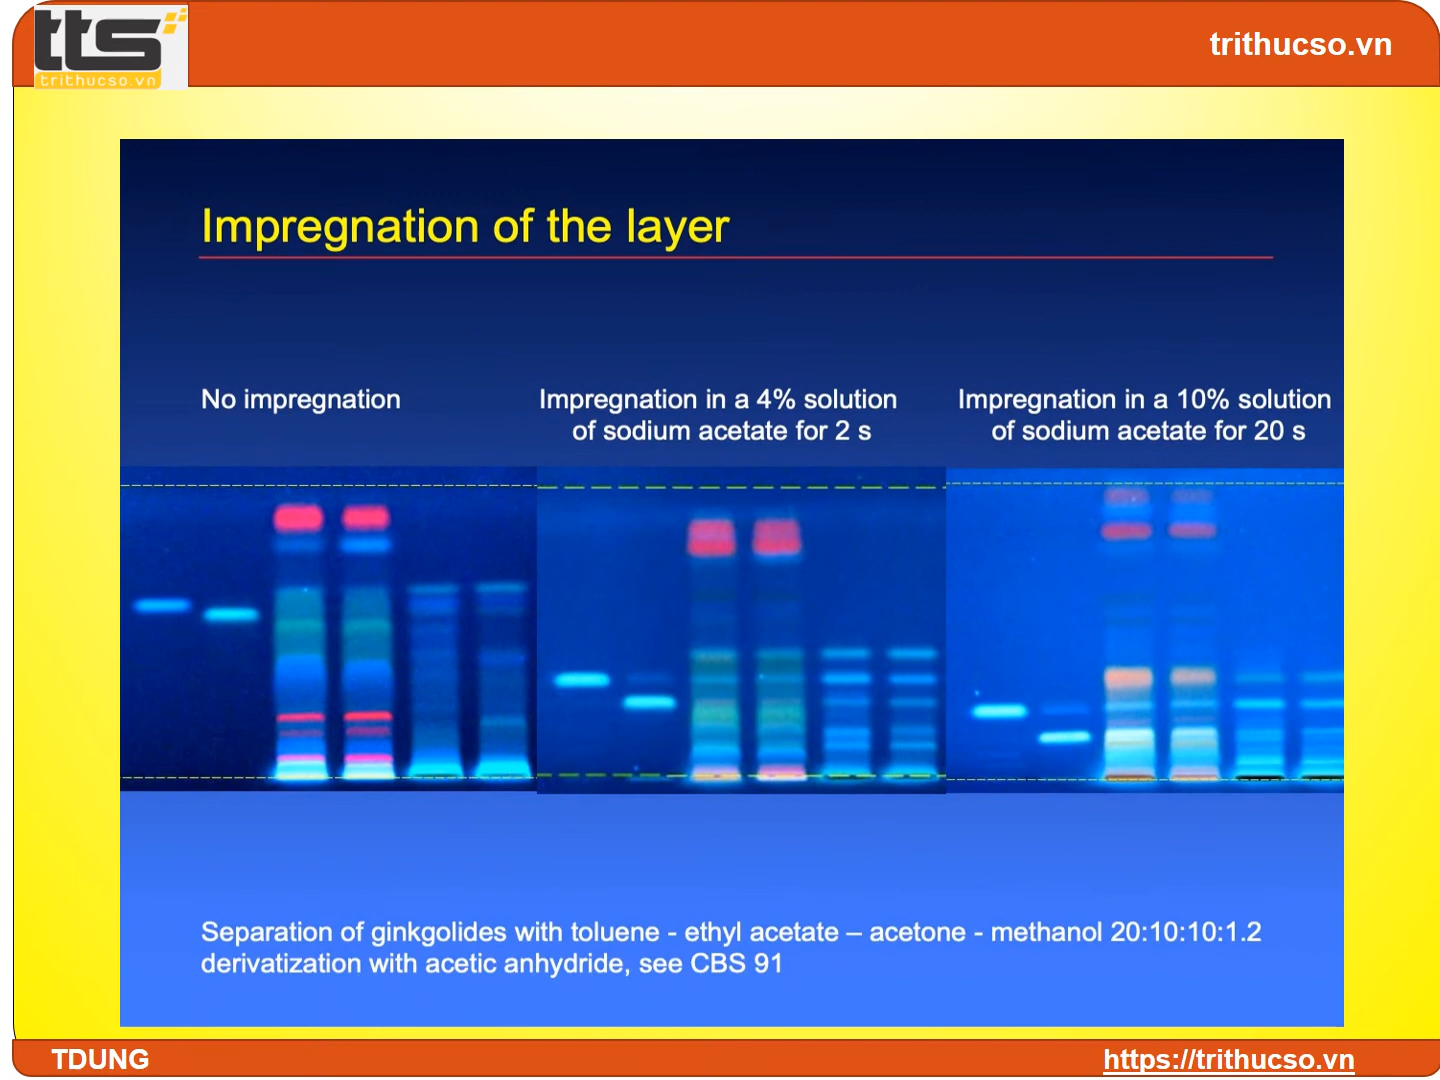 tts
trithucso.vn
trithucso.vn
Impregnation of the layer
No impregnation
Impregnation in a 4% solution
of sodium acetate for 2 s
Impregnation in a 10% solution
of sodium acetate for 20 s
Separation of ginkgolides with toluene - ethyl acetate – acetone - methanol 20:10:10:1.2
derivatization with acetic anhydride, see CBS 91
TDUNG
https://trithucso.vn